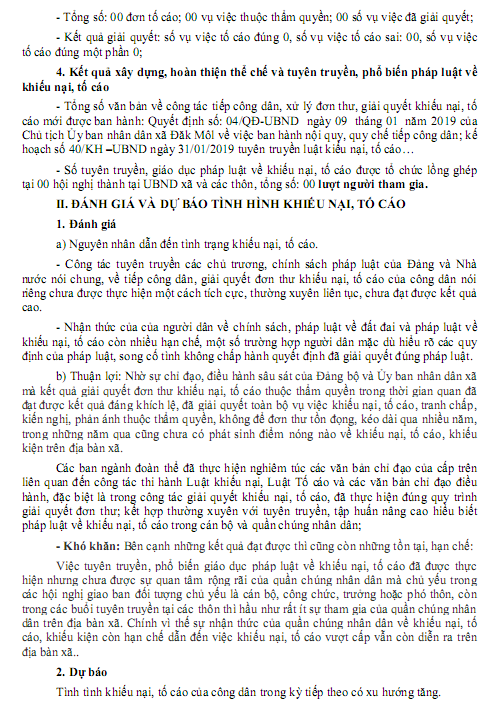 - Tổng số: 00 đơn tố cáo; 00 vụ việc thuộc thẩm quyền; 00 số vụ việc đã giải quyết;
- Kết quả giải quyết: số vụ việc tố cáo đúng 0, số vụ việc tố cáo sai: 00, số vụ việc
tố cáo đúng một phần 0;
4. Kết quả xây dựng, hoàn thiện thể chế và tuyên truyền, phổ biến pháp luật về
khiếu nại, tố cáo
- Tổng số văn bản về công tác tiếp công dân, xử lý đơn thư, giải quyết khiếu nại, tố
cáo mới được ban hành: Quyết định số: 04/QĐ-UBND ngày 09 tháng 01 năm 2019 của
Chủ tịch Ủy ban nhân dân xã Đăk Môl về việc ban hành nội quy, quy chế tiếp công dân; kế
hoạch số 40/KH –UBND ngày 31/01/2019 tuyên truyền luật kiếu nại, tố cáo…
- Số tuyên truyền, giáo dục pháp luật về khiếu nại, tố cáo được tổ chức lồng ghép
tại 00 hội nghị thành tại UBND xã và các thôn, tổng số: 00 lượt người tham gia.
II. ĐÁNH GIÁ VÀ DỰ BÁO TÌNH HÌNH KHIẾU NẠI, TỐ CÁO
1. Đánh giá
a) Nguyên nhân dẫn đến tình trạng khiếu nại, tố cáo.
- Công tác tuyên truyền các chủ trương, chính sách pháp luật của Đảng và Nhà
nước nói chung, về tiếp công dân, giải quyết đơn thư khiếu nại, tố cáo của công dân nói
riêng chưa được thực hiện một cách tích cực, thường xuyên liên tục, chưa đạt được kết quả
cao.
- Nhận thức của của người dân về chính sách, pháp luật về đất đai và pháp luật về
khiếu nại, tố cáo còn nhiều hạn chế, một số trường hợp người dân mặc dù hiểu rõ các quy
định của pháp luật, song cố tình không chấp hành quyết định đã giải quyết đúng pháp luật.
b) Thuận lợi: Nhờ sự chỉ đạo, điều hành sâu sát của Đảng bộ và Ủy ban nhân dân xã
mà kết quả giải quyết đơn thư khiếu nại, tố cáo thuộc thẩm quyền trong thời gian quan đã
đạt được kết quả đáng khích lệ, đã giải quyết toàn bộ vụ việc khiếu nại, tố cáo, tranh chấp,
kiến nghị, phản ánh thuộc thẩm quyền, không để đơn thư tồn đọng, kéo dài qua nhiều năm,
trong những năm qua cũng chưa có phát sinh điểm nóng nào về khiếu nại, tố cáo, khiếu
kiện trên địa bàn xã.
Các ban ngành đoàn thể đã thực hiện nghiêm túc các văn bản chỉ đạo của cấp trên
liên quan đến công tác thi hành Luật khiếu nại, Luật Tố cáo và các văn bản chỉ đạo điều
hành, đặc biệt là trong công tác giải quyết khiếu nại, tố cáo, đã thực hiện đúng quy trình
giải quyết đơn thư; kết hợp thường xuyên với tuyên truyền, tập huấn nâng cao hiểu biết
pháp luật về khiếu nại, tố cáo trong cán bộ và quần chúng nhân dân;
- Khó khăn: Bên cạnh những kết quả đạt được thì cũng còn những tồn tại, hạn chế:
Việc tuyên truyền, phổ biến giáo dục pháp luật về khiếu nại, tố cáo đã được thực
hiện nhưng chưa được sự quan tâm rộng rãi của quần chúng nhân dân mà chủ yếu trong
các hội nghị giao ban đối tượng chủ yếu là cán bộ, công chức, trưởng hoặc phó thôn, còn
trong các buổi tuyên truyền tại các thôn thì hầu như rất ít sự tham gia của quần chúng nhân
dân trên địa bàn xã. Chính vì thế sự nhận thức của quần chúng nhân dân về khiếu nại, tố
cáo, khiếu kiện còn hạn chế dẫn đến việc khiếu nại, tố cáo vượt cấp vẫn còn diễn ra trên
địa bàn xã..
2. Dự báo
Tình tình khiếu nại, tố cáo của công dân trong kỳ tiếp theo có xu hướng tăng.